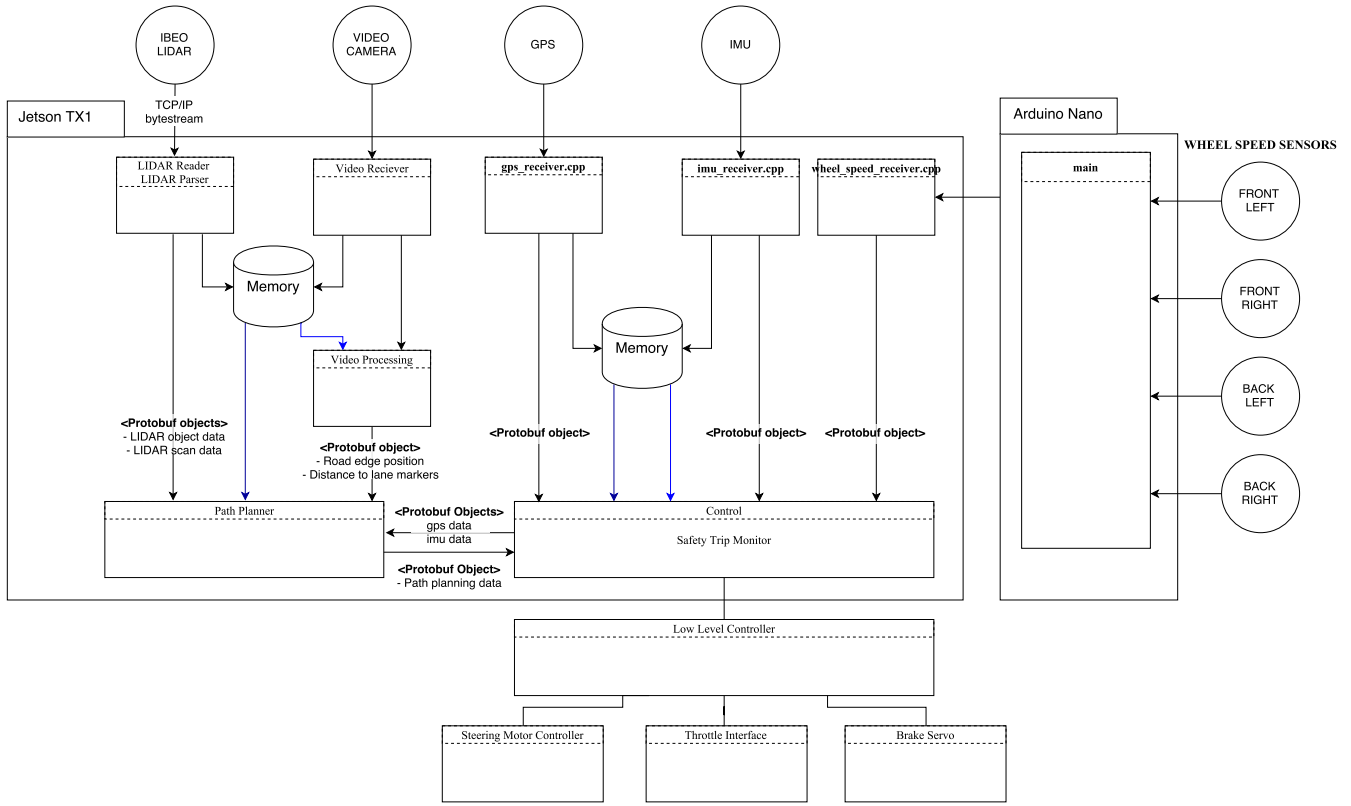 IBEO
LIDAR
VIDEO
CAMERA
GPS
IMU
TCP/IP
bytestream
Jetson TX1
Arduino Nano
WHEEL SPEED SENSORS
LIDAR Reader
LIDAR Parser
Video Reciever
gps_receiver.cpp
imu_receiver.cpp
wheel_speed_receiver.cpp
main
FRONT
LEFT
FRONT
RIGHT
BACK
LEFT
BACK
RIGHT
Memory
Memory
Video Processing
<Protobuf objects>
- LIDAR object data
- LIDAR scan data
<Protobuf object>
- Road edge position
- Distance to lane markers
<Protobuf object>
<Protobuf object>
<Protobuf object>
Path Planner
<Protobuf Objects>
gps data
imu data
<Protobuf Object>
- Path planning data
Control
Safety Trip Monitor
Low Level Controller
Steering Motor Controller
Throttle Interface
Brake Servo